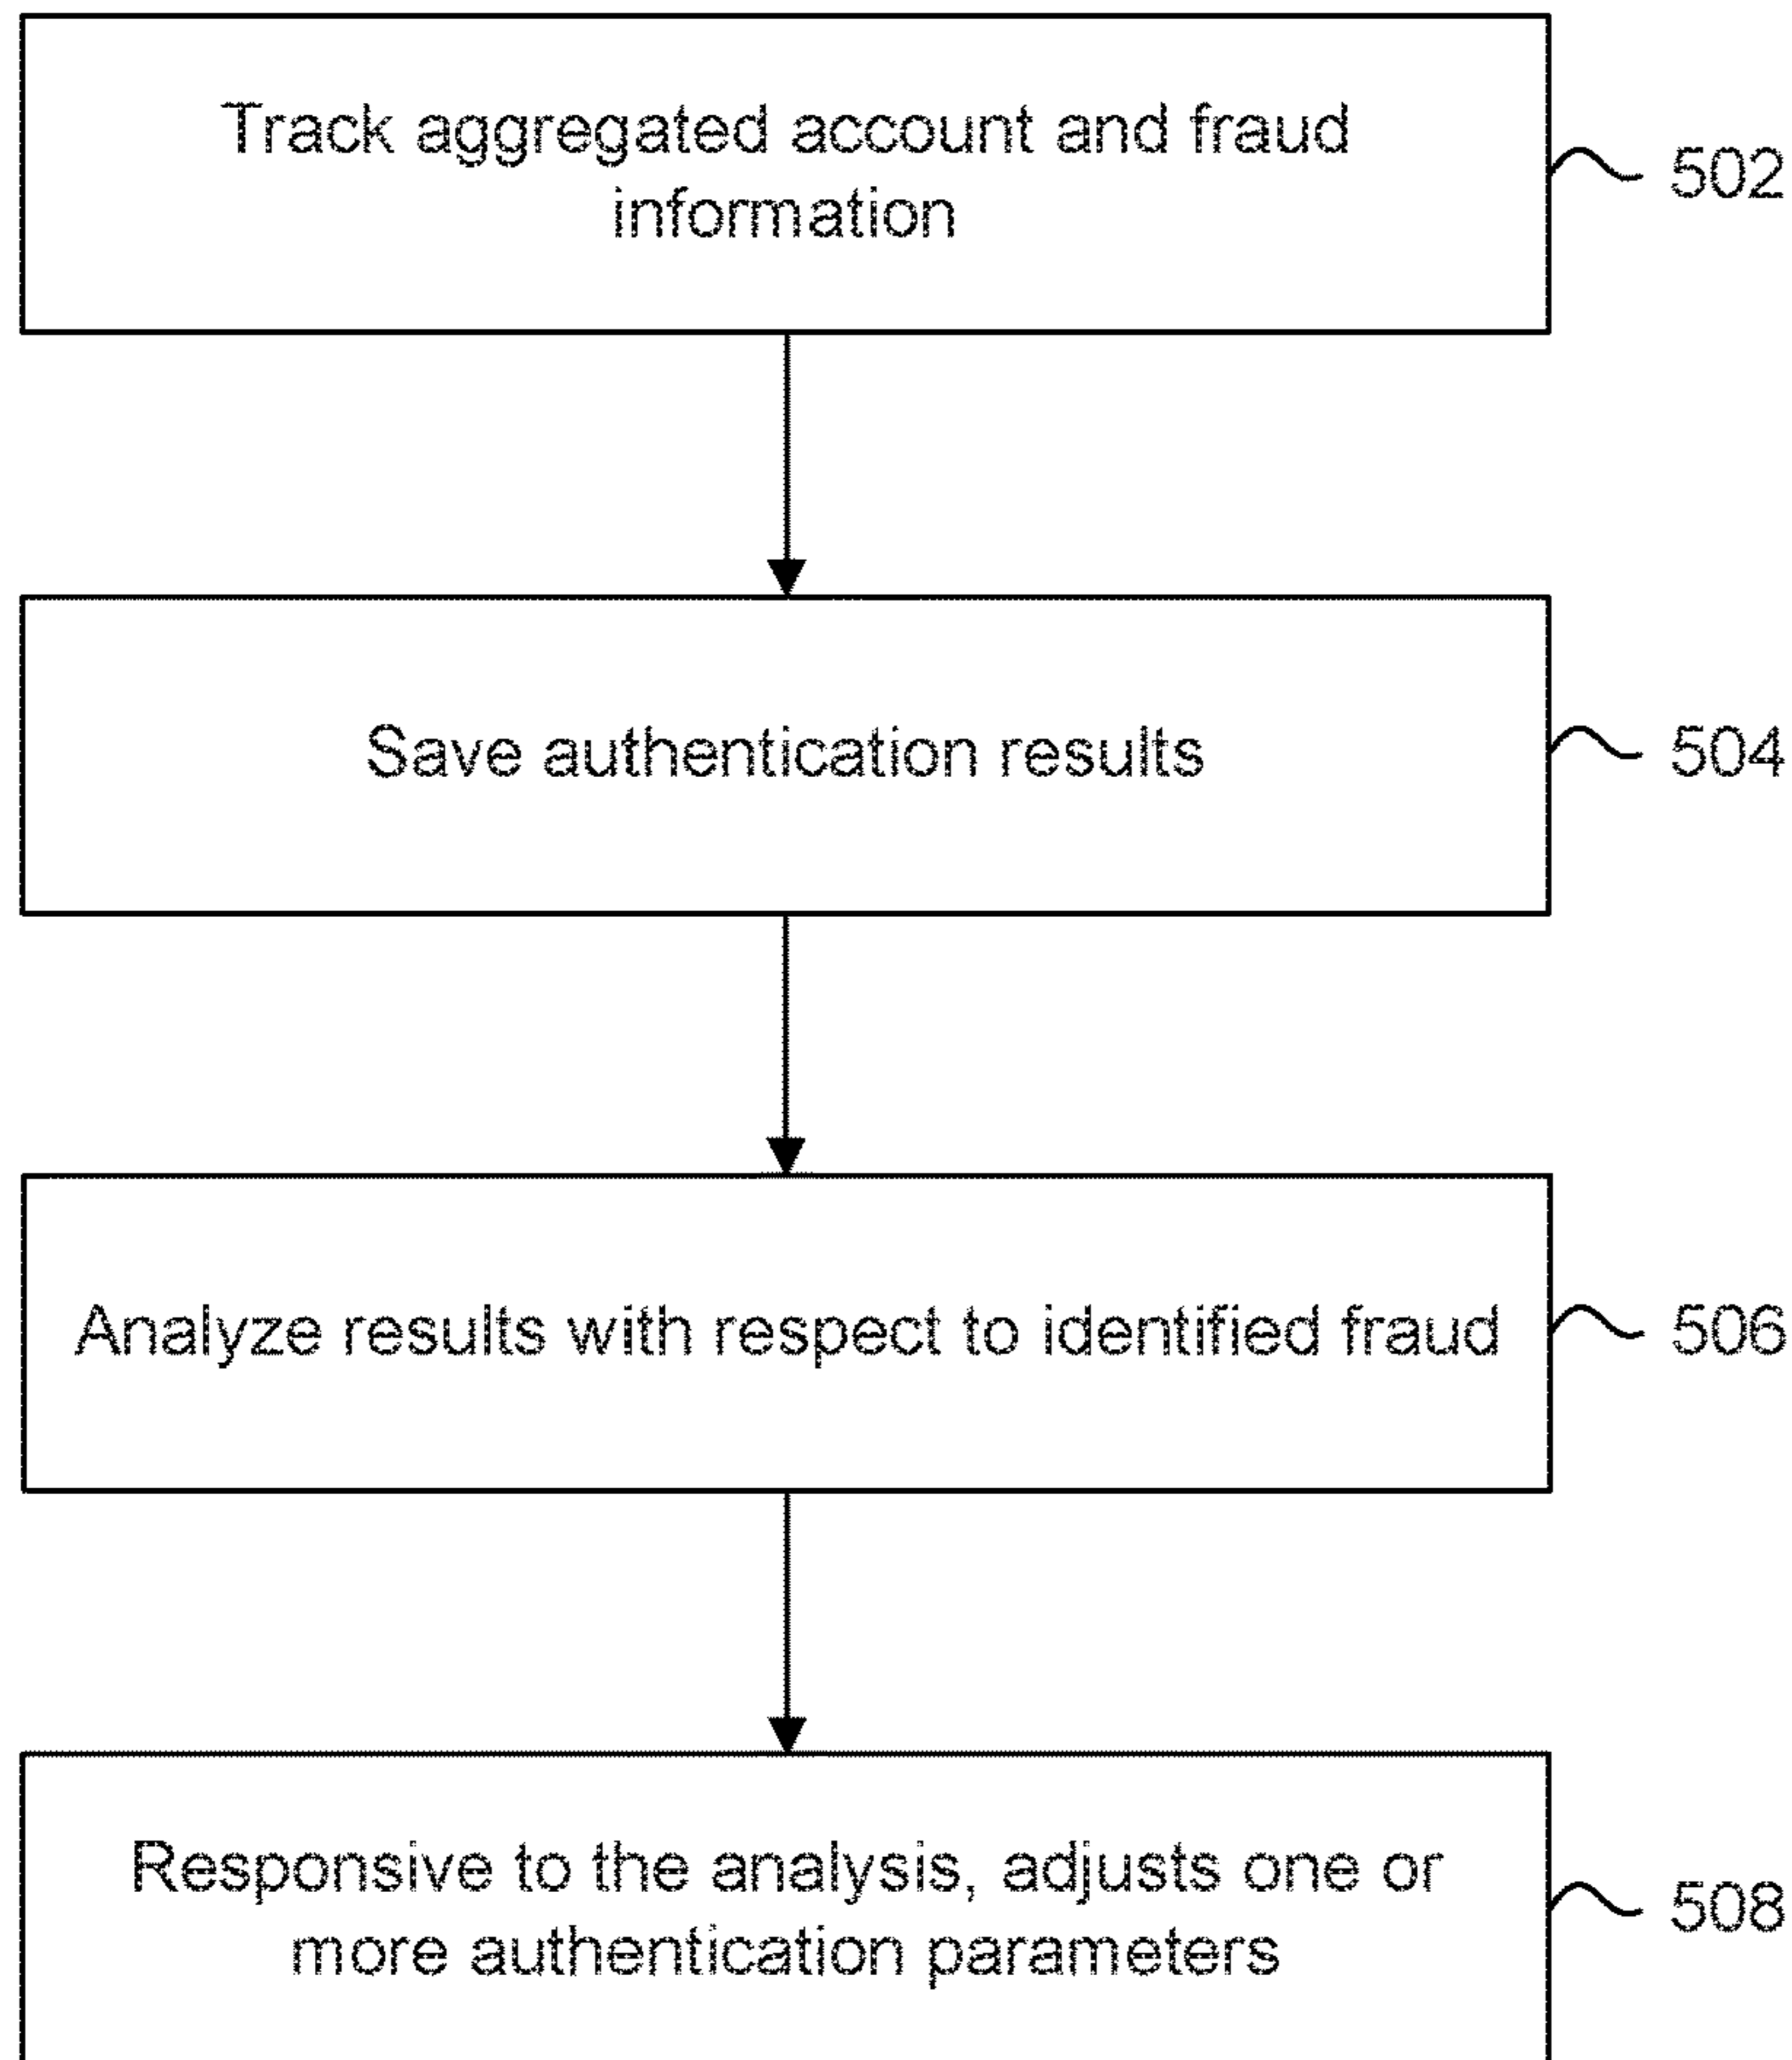 Track aggregated account and fraud
information
502
Save authentication results
504
Analyze results with respect to identified fraud
506
Responsive to the analysis, adjusts one or
more authentication parameters
508